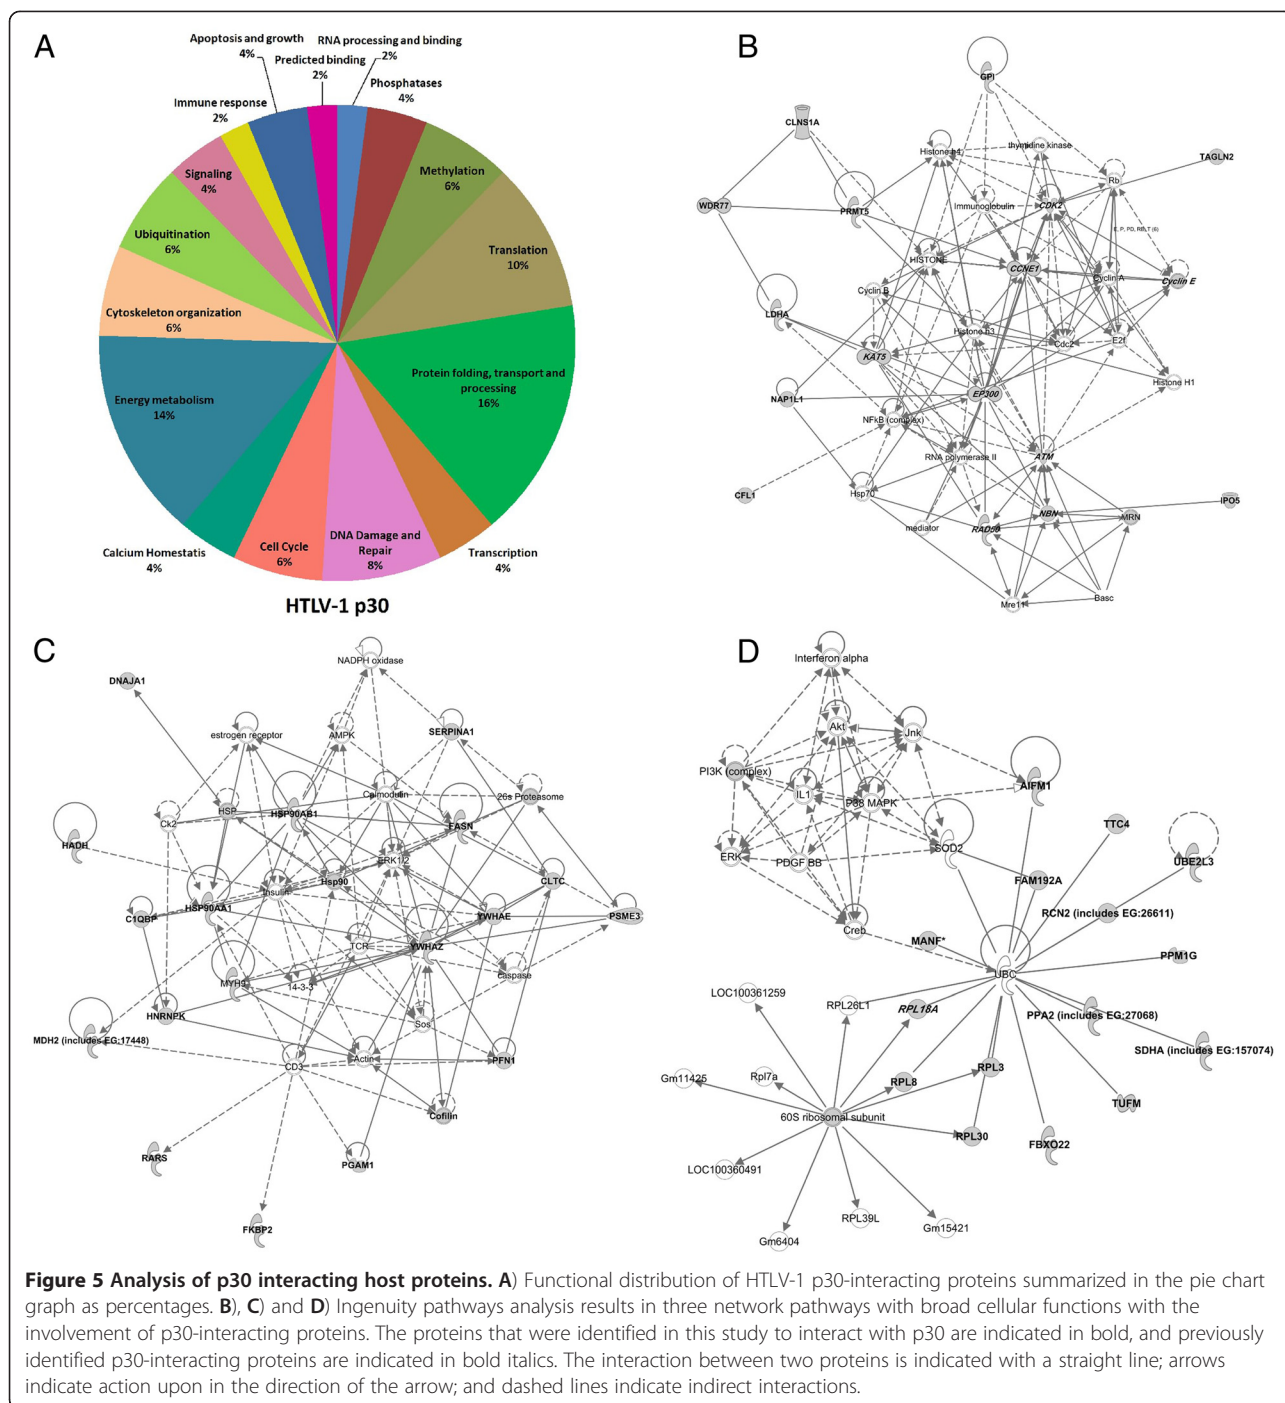 A
Apoptosis and growth
4%
Predicted binding
2%
RNA processing and binding
2%
Phosphatases
4%
Immune response
2%
Methylation
6%
Signaling
4%
Translation
10%
Ubiquitination
6%
Cytoskeleton organization
6%
Protein folding, transport and
processing
16%
Energy metabolism
14%
Calcium Homestatis
4%
Cell Cycle
6%
DNA Damage and
Repair
8%
Transcription
4%
HTLV-1 p30
B
GPI
CLNS1A
Histone h4
thymidine kinase
TAGLN2
Rb
WDR77
PRMT5
Immunoglobulin
CDK2
E, P, PD, RB, T (6)
HISTONE
CCNE1
Cyclin A
Cyclin E
Cyclin B
LDHA
Histone h3
Cdc2
E2f
KAT5
Histone H1
NAP1L1
EP300
NFkB (complex)
RNA polymerase II
ATM
CFL1
Hsp70
IPO5
mediator
RAD50
NBN
MRN
Mre11
Basc
C
NADPH oxidase
DNAJA1
estrogen receptor
AMPK
SERPINA1
Calmodulin
26s Proteasome
HSP
HSP90AB1
Ck2
FASN
HADH
ERK1/2
Insulin
Hsp90
CLTC
HSP90AA1
C1QBP
YWHAE
PSME3
TCR
YWHAZ
MYH9
14-3-3
caspase
HNRNPK
Sos
MDH2 (includes EG:17448)
CD3
Actin
PFN1
Cofilin
RARS
PGAM1
FKBP2
D
Interferon alpha
Akt
Jnk
PI3K (complex)
AIFM1
IL1
P38 MAPK
TTC4
ERK
PDGF BB
SOD2
UBE2L3
FAM192A
RCN2 (includes EG:26611)
Creb
MANF*
PPM1G
UBC
LOC100361259
RPL26L1
RPL18A
PPA2 (includes EG:27068)
SDHA (includes EG:157074)
Gm11425
Rpl7a
RPL8
RPL3
60S ribosomal subunit
TUFM
RPL30
FBXO22
LOC100360491
RPL39L
Gm15421
Gm6404
Figure 5 Analysis of p30 interacting host proteins. A) Functional distribution of HTLV-1 p30-interacting proteins summarized in the pie chart
graph as percentages. B), C) and D) Ingenuity pathways analysis results in three network pathways with broad cellular functions with the
involvement of p30-interacting proteins. The proteins that were identified in this study to interact with p30 are indicated in bold, and previously
identified p30-interacting proteins are indicated in bold italics. The interaction between two proteins is indicated with a straight line; arrows
indicate action upon in the direction of the arrow; and dashed lines indicate indirect interactions.